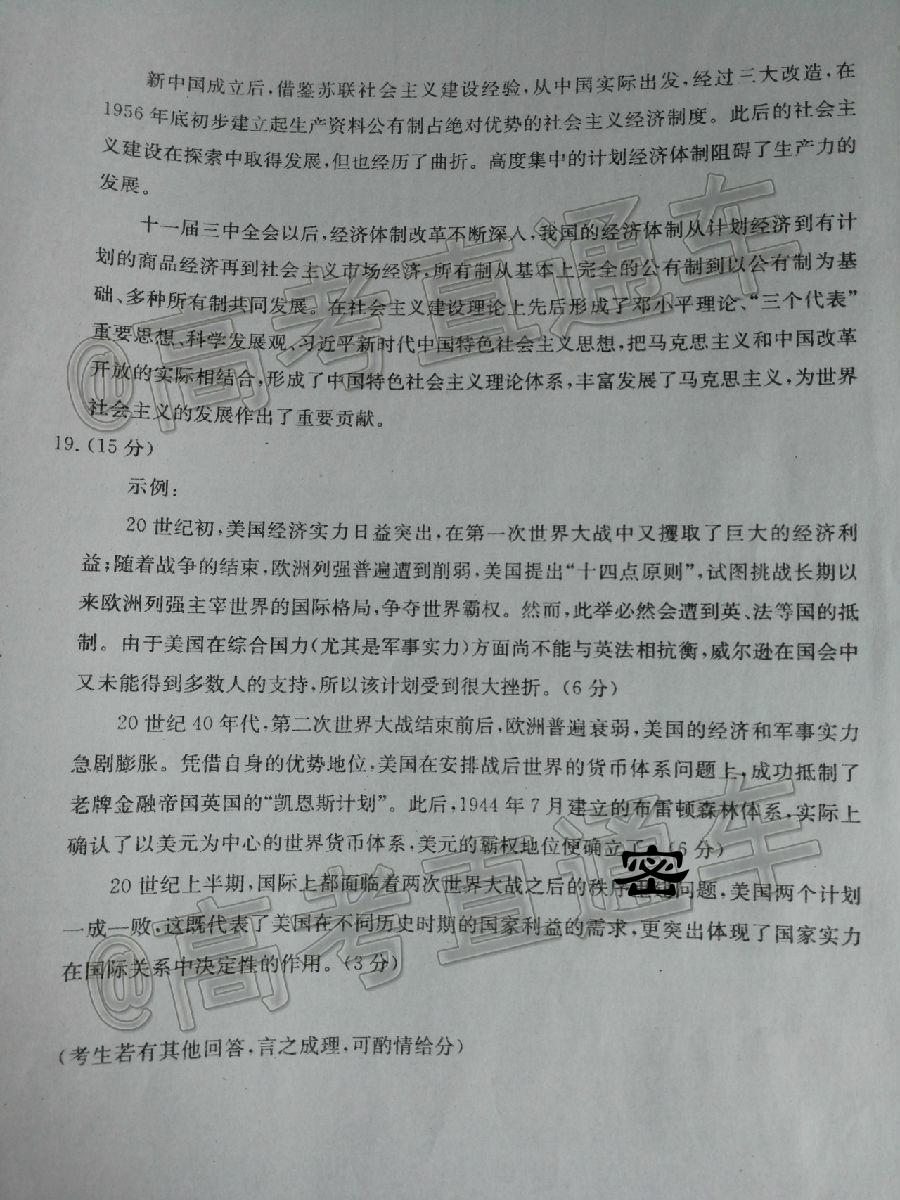 新中国成立后,借鉴苏联社会主义建设经验,从中国实际出发,经过三大改造,在
1956年底初步建立起生产资料公有制占绝对优势的社会主义经济制度。此后的社会主
义建设在探索中取得发展,但也经历了曲折。高度集中的计划经济体制阻碍了生产力的
发展。
十一届三中全会以后,经济体制改革不断深入,我国的经济体制从计划经济到有计
划的商品经济再到社会主义市场经济,所有制从基本上完全的公有制到以公有制为基
础、多种所有制共同发展。在社会主义建设理论上先后形成了邓小平理论、“三个代表”
重要思想、科学发展观、习近平新时代中国特色社会主义思想,把马克思主义和中国改革
开放的实际相结合,形成了中国特色社会主义理论体系,丰富发展了马克思主义,为世界
社会主义的发展作出了重要贡献。
19.(15分)
示例:
20世纪初,美国经济实力日益突出,在第一次世界大战中又攫取了巨大的经济利
益;随着战争的结束,欧洲列强普遍遭到削弱,美国提出“十四点原则”,试图挑战长期以
来欧洲列强主宰世界的国际格局,争夺世界霸权。然而,此举必然会遭到英、法等国的抵
制。由于美国在综合国力(尤其是军事实力)方面尚不能与英法相抗衡,威尔逊在国会中
又未能得到多数人的支持,所以该计划受到很大挫折。(6分)
20世纪40年代,第二次世界大战结束前后,欧洲普遍衰弱,美国的经济和军事实力
急剧膨胀。凭借自身的优势地位,美国在安排战后世界的货币体系问题上,成功抵制了
老牌金融帝国英国的“凯恩斯计划”。此后,1944年7月建立的布雷顿森林体系,实际上
确认了以美元为中心的世界货币体系,美元的霸权地位便确立了。(6分)
20世纪上半期,国际上都面临着两次世界大战之后的秩序问题,美国两个计划
一成一败,这既代表了美国在不同历史时期的国家利益的需求,更突出体现了国家实力
在国际关系中决定性的作用。(3分)
(考生若有其他回答,言之成理,可酌情给分)
@高考直通车
@高考直通车
密